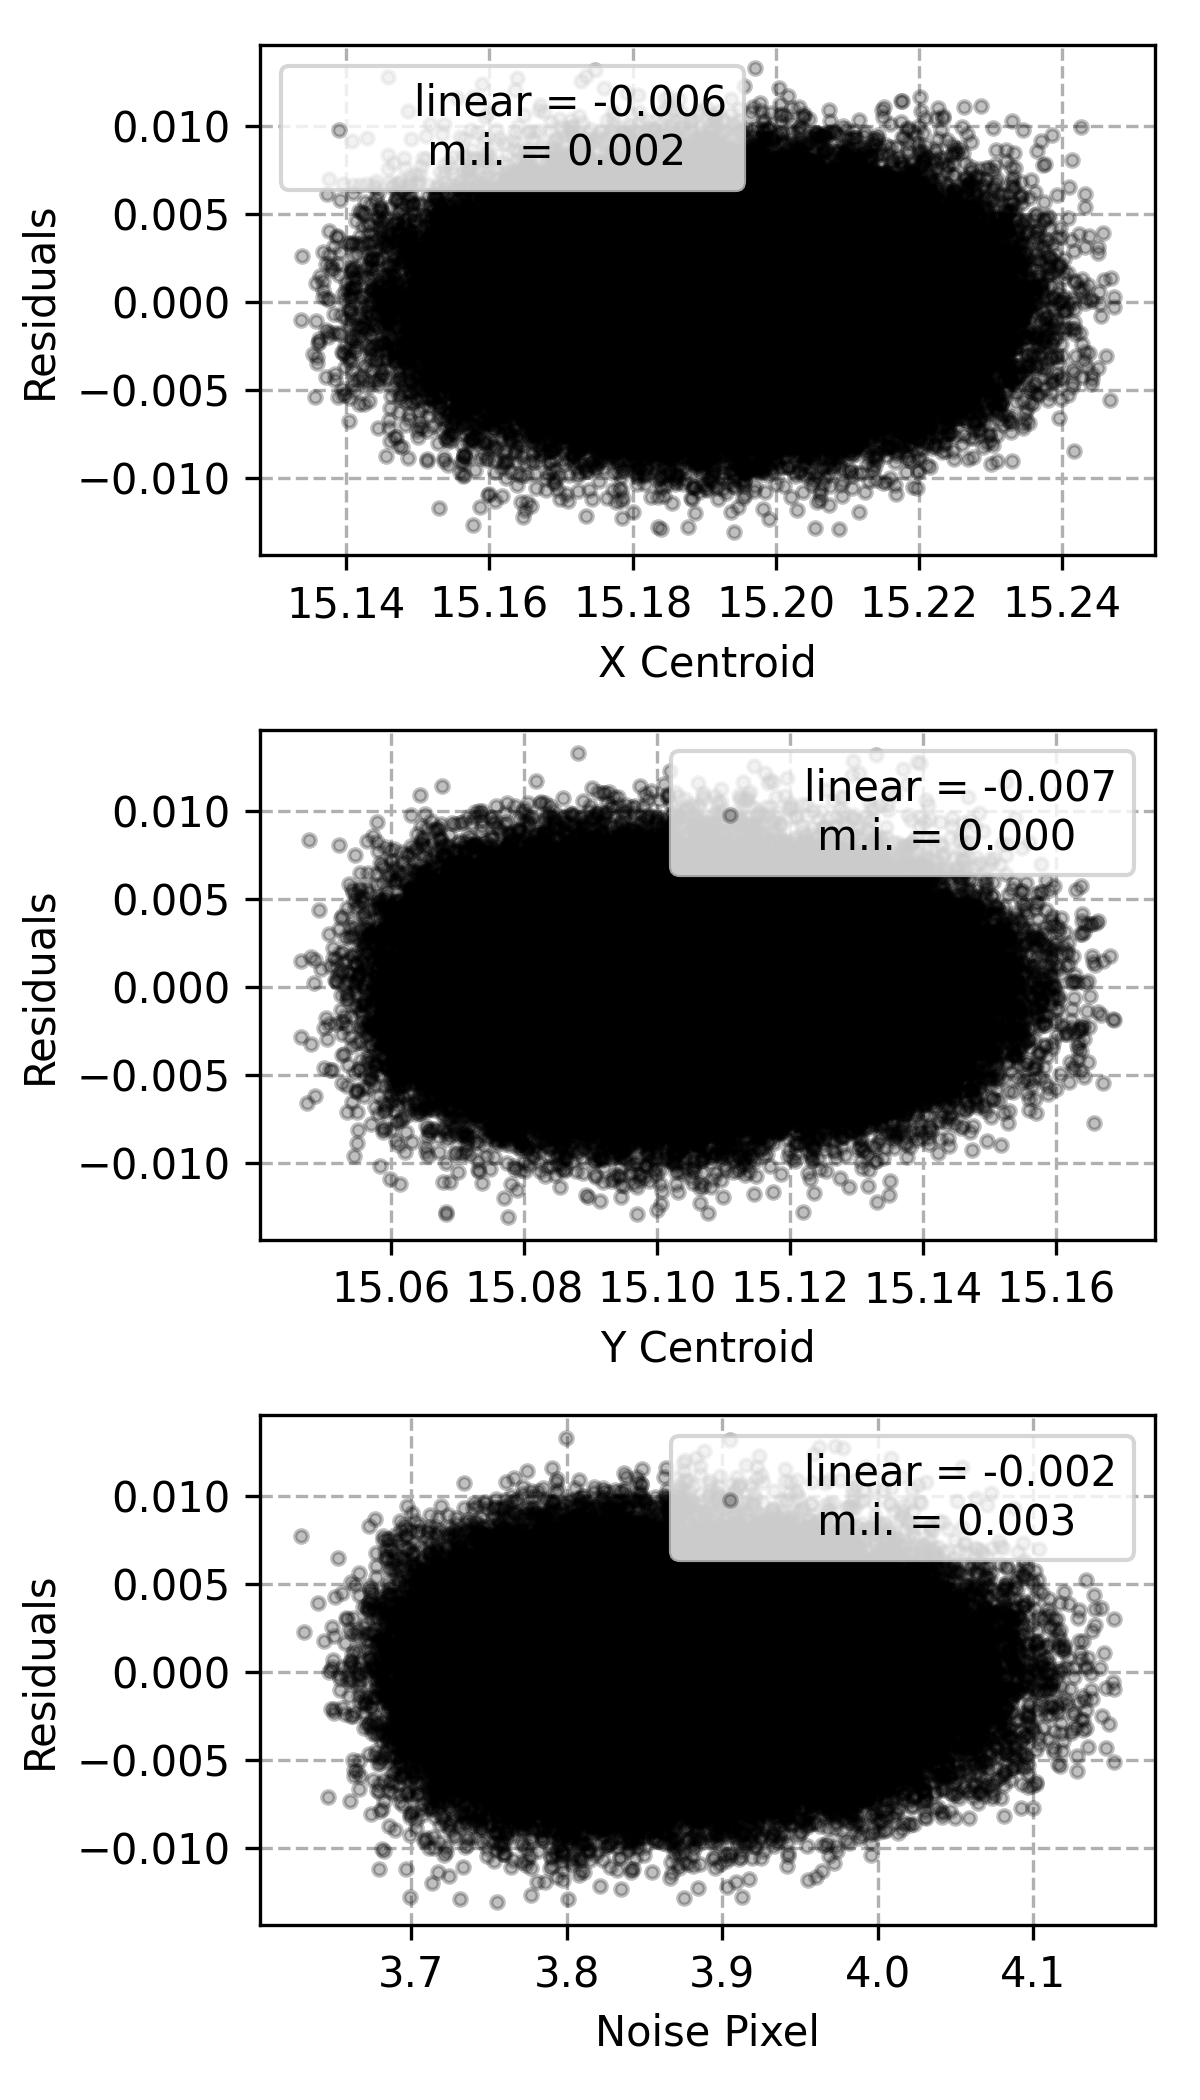 linear = -0.006
m.i. = 0.002
0.010
0.005
0.000
−0.005
−0.010
Residuals
15.14 15.16 15.18 15.20 15.22 15.24
X Centroid
linear = -0.007
m.i. = 0.000
0.010
0.005
0.000
−0.005
−0.010
Residuals
15.06 15.08 15.10 15.12 15.14 15.16
Y Centroid
linear = -0.002
m.i. = 0.003
0.010
0.005
0.000
−0.005
−0.010
Residuals
3.7 3.8 3.9 4.0 4.1
Noise Pixel